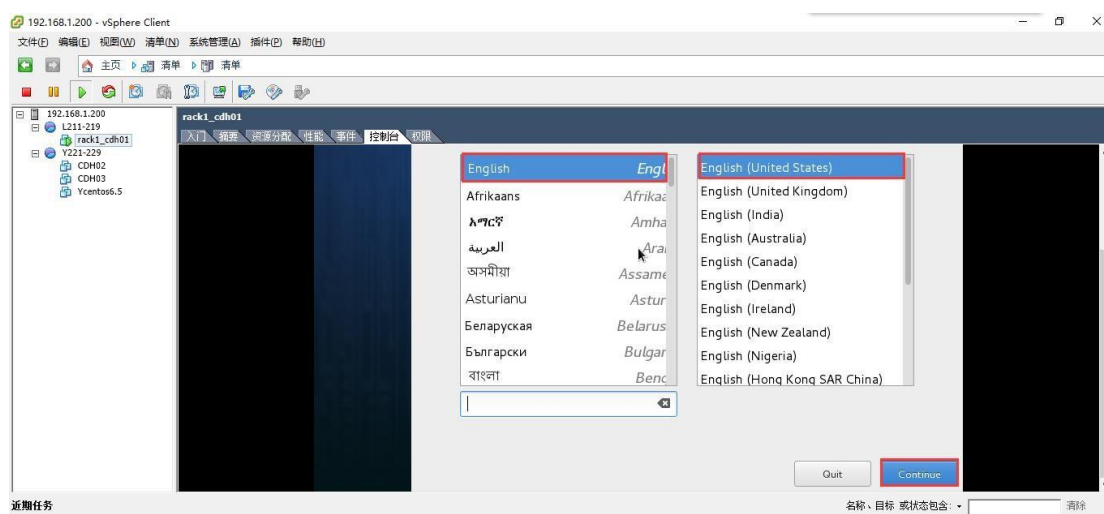 192.168.1.200 - vSphere Client
文件(F) 编辑(E) 视图(W) 清单(N) 系统管理(A) 插件(P) 帮助(H)
主页 清单 清单
192.168.1.200
L211-219
rack1_cdh01
Y221-229
CDH02
CDH03
Ycentos6.5
rack1_cdh01
入门 摘要 资源分配 性能 事件 控制台 权限
English Engl
Afrikaans Afrikaa
አማርኛ Amha
العربية Ara
অসমীয়া Assame
Asturianu Astur
Беларуская Belarus
Български Bulgar
বাংলা Beng
English (United States)
English (United Kingdom)
English (India)
English (Australia)
English (Canada)
English (Denmark)
English (Ireland)
English (New Zealand)
English (Nigeria)
English (Hong Kong SAR China)
Quit Continue
近期任务 名称、目标 或状态包含: 清除